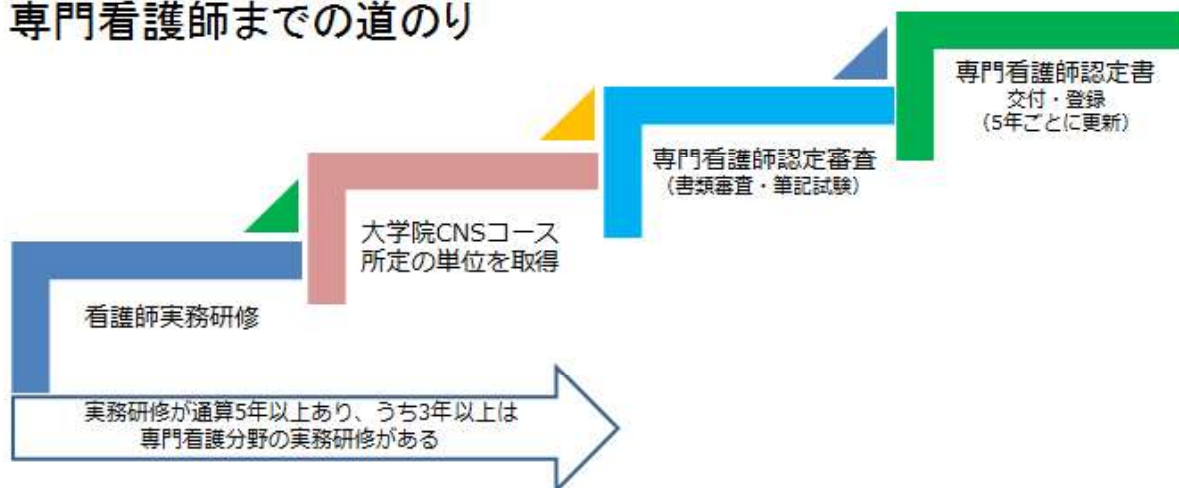 専門看護師までの道のり
看護師実務研修
実務研修が通算5年以上あり、うち3年以上は
専門看護分野の実務研修がある
大学院CNSコース
所定の単位を取得
専門看護師認定審査
（書類審査・筆記試験）
専門看護師認定書
交付・登録
（5年ごとに更新）